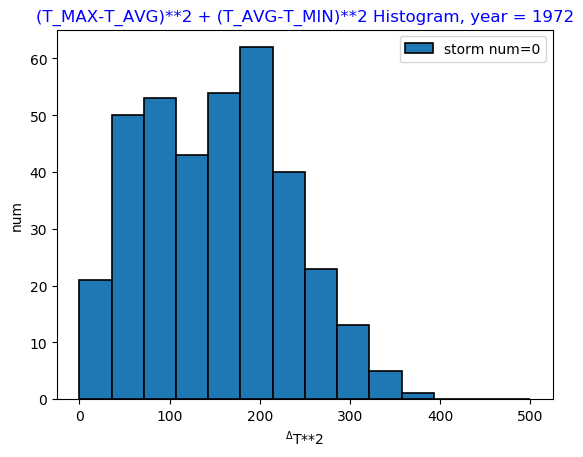 (T_MAX-T_AVG)**2 + (T_AVG-T_MIN)**2 Histogram, year = 1972
storm num=0
60
50
40
30
20
10
0
num
0 100 200 300 400 500
ΔT**2